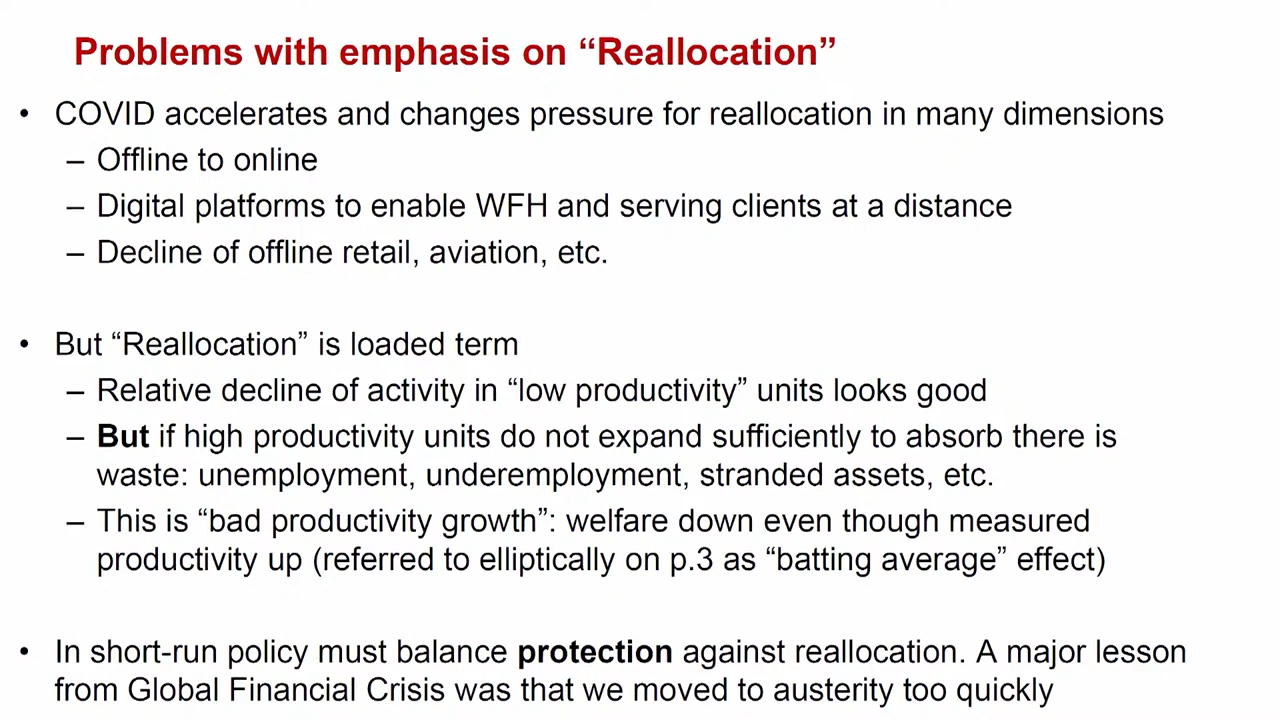 Problems with emphasis on “Reallocation”
• COVID accelerates and changes pressure for reallocation in many dimensions
– Offline to online
– Digital platforms to enable WFH and serving clients at a distance
– Decline of offline retail, aviation, etc.
• But “Reallocation” is loaded term
– Relative decline of activity in “low productivity” units looks good
– But if high productivity units do not expand sufficiently to absorb there is
waste: unemployment, underemployment, stranded assets, etc.
– This is “bad productivity growth”: welfare down even though measured
productivity up (referred to elliptically on p.3 as “batting average” effect)
• In short-run policy must balance protection against reallocation. A major lesson
from Global Financial Crisis was that we moved to austerity too quickly